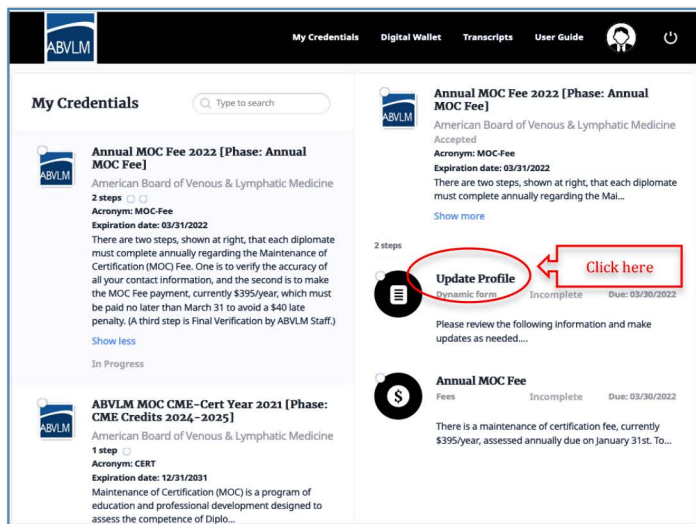 ABVLM
My Credentials Digital Wallet Transcripts User Guide
My Credentials
Type to search
ABVLM
Annual MOC Fee 2022 [Phase: Annual
MOC Fee]
American Board of Venous & Lymphatic Medicine
2 steps
Acronym: MOC-Fee
Expiration date: 03/31/2022
There are two steps, shown at right, that each diplomate
must complete annually regarding the Maintenance of
Certification (MOC) Fee. One is to verify the accuracy of
all your contact information, and the second is to make
the MOC Fee payment, currently $395/year, which must
be paid no later than March 31 to avoid a $40 late
penalty. (A third step is Final Verification by ABVLM Staff.)
Show less
In Progress
ABVLM
ABVLM MOC CME-Cert Year 2021 [Phase:
CME Credits 2024-2025]
American Board of Venous & Lymphatic Medicine
1 step
Acronym: CERT
Expiration date: 12/31/2031
Maintenance of Certification (MOC) is a program of
education and professional development designed to
assess the competence of Diplo...
ABVLM
Annual MOC Fee 2022 [Phase: Annual
MOC Fee]
American Board of Venous & Lymphatic Medicine
Accepted
Acronym: MOC-Fee
Expiration date: 03/31/2022
There are two steps, shown at right, that each diplomate
must complete annually regarding the Mai...
Show more
2 steps
Update Profile
Click here
Dynamic form Incomplete Due: 03/30/2022
Please review the following information and make
updates as needed....
$
Annual MOC Fee
Fees Incomplete Due: 03/30/2022
There is a maintenance of certification fee, currently
$395/year, assessed annually due on January 31st. To...